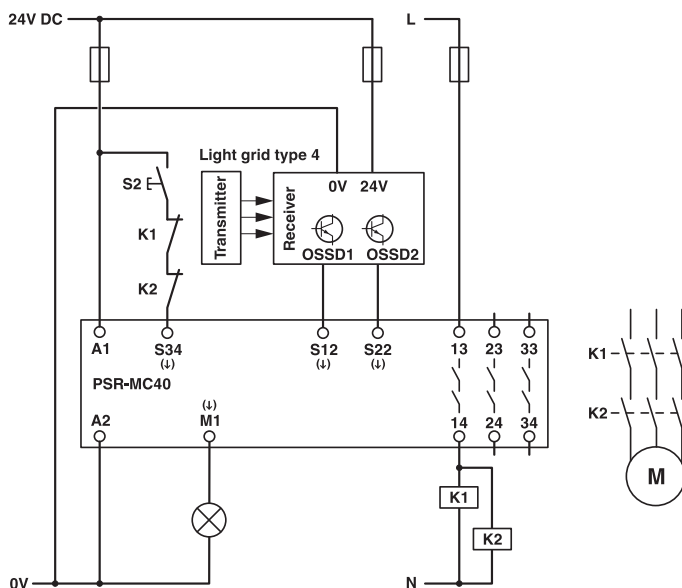 24V DC
L
Light grid type 4
0V 24V
S2
Transmitter
Receiver
K1
OSSD1 OSSD2
K2
A1 S34 S12 S22 13 23 33
(↓) (↓) (↓)
K1
PSR-MC40
(↓)
A2 M1 14 24 34
K2
M
K1
K2
0V N